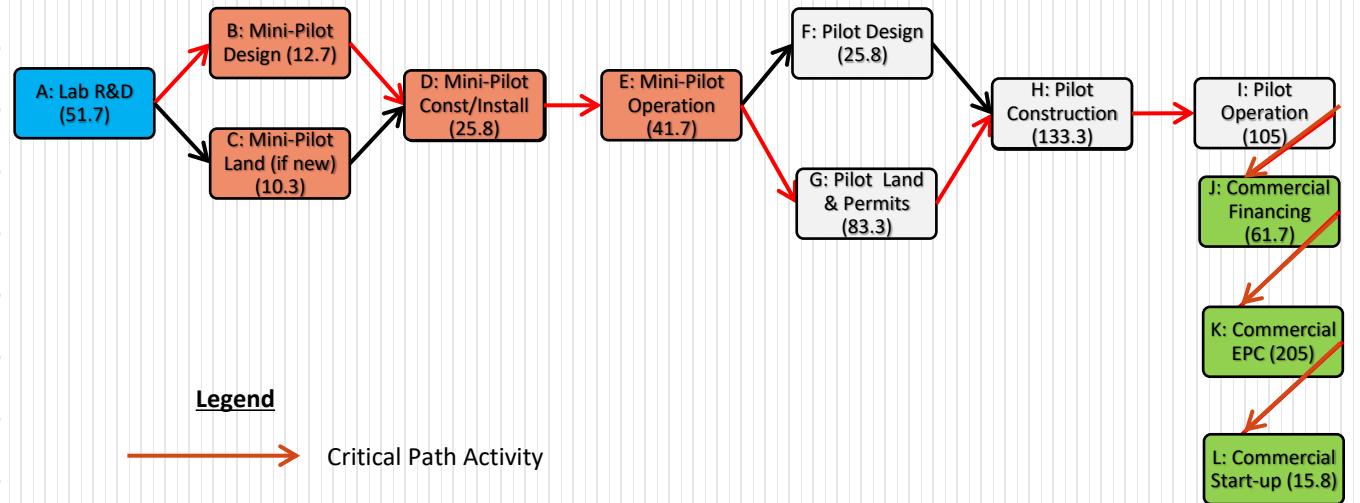 A: Lab R&D
(51.7)
B: Mini-Pilot
Design (12.7)
C: Mini-Pilot
Land (if new)
(10.3)
D: Mini-Pilot
Const/Install
(25.8)
E: Mini-Pilot
Operation
(41.7)
F: Pilot Design
(25.8)
G: Pilot Land
& Permits
(83.3)
H: Pilot
Construction
(133.3)
I: Pilot
Operation
(105)
J: Commercial
Financing
(61.7)
K: Commercial
EPC (205)
L: Commercial
Start-up (15.8)
Legend
Critical Path Activity